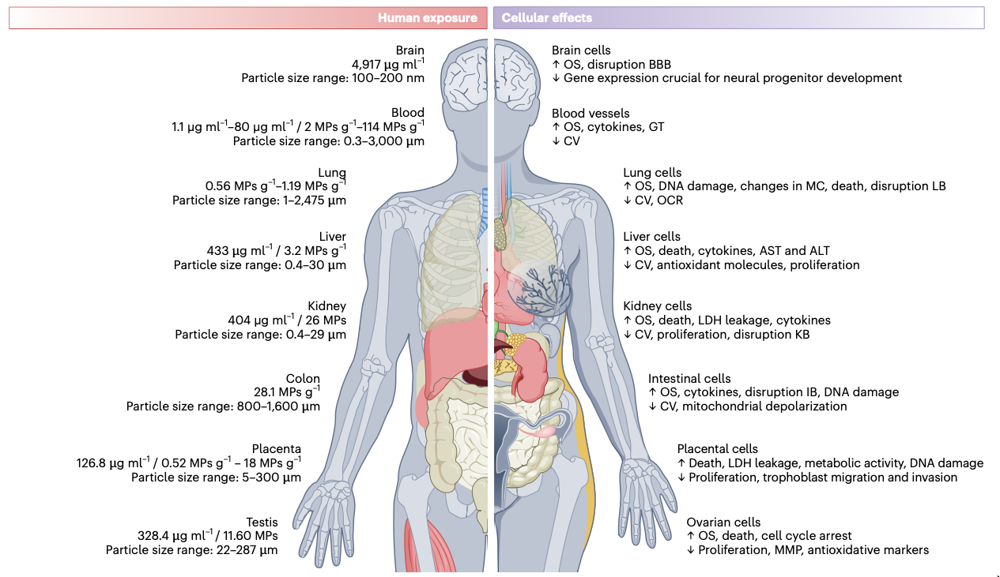 Human exposure
Cellular effects
Brain
4,917 µg ml⁻¹
Particle size range: 100–200 nm
Blood
1.1 µg ml⁻¹–80 µg ml⁻¹ / 2 MPs g⁻¹–114 MPs g⁻¹
Particle size range: 0.3–3,000 µm
Lung
0.56 MPs g⁻¹–1.19 MPs g⁻¹
Particle size range: 1–2,475 µm
Liver
433 µg ml⁻¹ / 3.2 MPs g⁻¹
Particle size range: 0.4–30 µm
Kidney
404 µg ml⁻¹ / 26 MPs
Particle size range: 0.4–29 µm
Colon
28.1 MPs g⁻¹
Particle size range: 800–1,600 µm
Placenta
126.8 µg ml⁻¹ / 0.52 MPs g⁻¹ – 18 MPs g⁻¹
Particle size range: 5–300 µm
Testis
328.4 µg ml⁻¹ / 11.60 MPs
Particle size range: 22–287 µm
Brain cells
↑ OS, disruption BBB
↓ Gene expression crucial for neural progenitor development
Blood vessels
↑ OS, cytokines, GT
↓ CV
Lung cells
↑ OS, DNA damage, changes in MC, death, disruption LB
↓ CV, OCR
Liver cells
↑ OS, death, cytokines, AST and ALT
↓ CV, antioxidant molecules, proliferation
Kidney cells
↑ OS, death, LDH leakage, cytokines
↓ CV, proliferation, disruption KB
Intestinal cells
↑ OS, cytokines, disruption IB, DNA damage
↓ CV, mitochondrial depolarization
Placental cells
↑ Death, LDH leakage, metabolic activity, DNA damage
↓ Proliferation, trophoblast migration and invasion
Ovarian cells
↑ OS, death, cell cycle arrest
↓ Proliferation, MMP, antioxidative markers